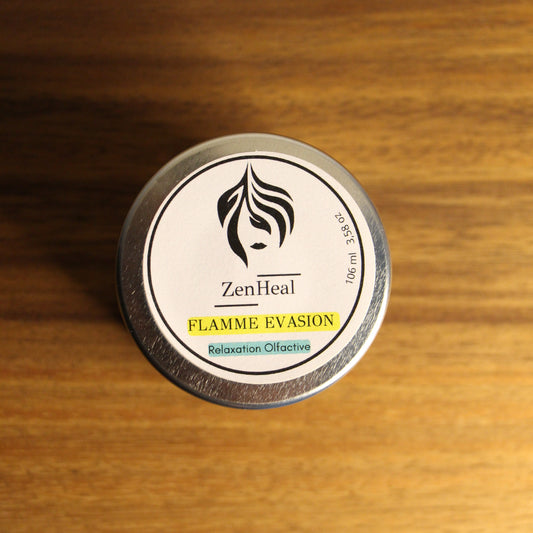 ZenHeal
FLAMME EVASION
Relaxation Olfactive
106 ml 3,58 oz